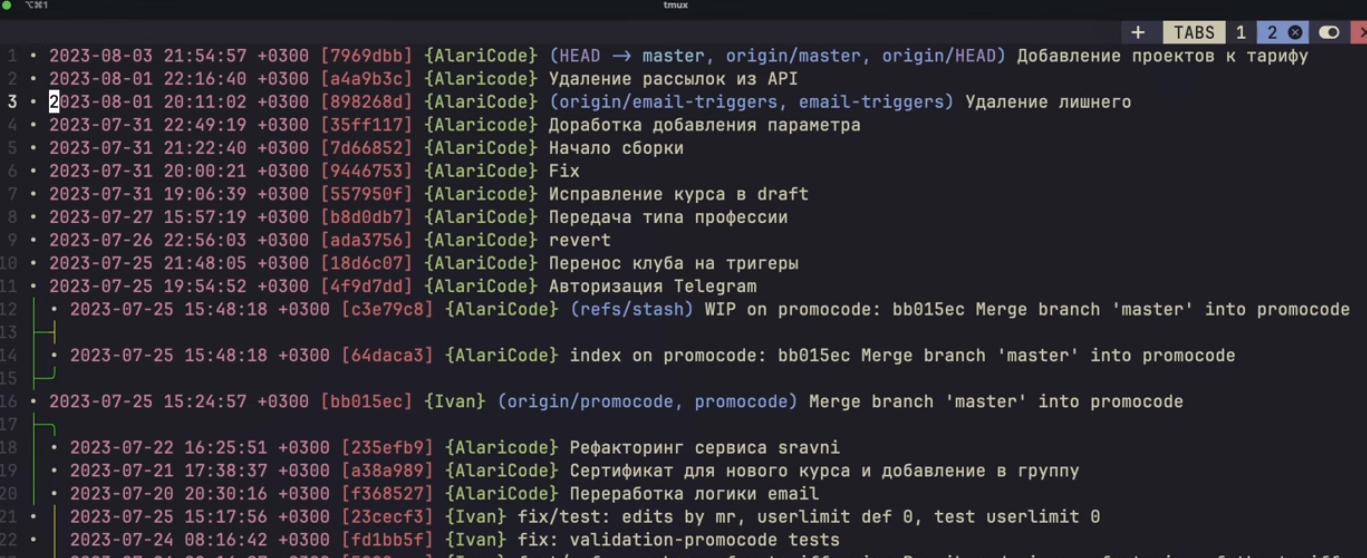 ⌥⌘1 tmux
+ TABS 1 2
1 • 2023-08-03 21:54:57 +0300 [7969dbb] {AlariCode} (HEAD -> master, origin/master, origin/HEAD) Добавление проектов к тарифу
2 • 2023-08-01 22:16:40 +0300 [a4a9b3c] {AlariCode} Удаление рассылок из API
3 • 2023-08-01 20:11:02 +0300 [898268d] {AlariCode} (origin/email-triggers, email-triggers) Удаление лишнего
4 • 2023-07-31 22:49:19 +0300 [35ff117] {Alaricode} Доработка добавления параметра
5 • 2023-07-31 21:22:40 +0300 [7d66852] {AlariCode} Начало сборки
6 • 2023-07-31 20:00:21 +0300 [9446753] {AlariCode} Fix
7 • 2023-07-31 19:06:39 +0300 [557950f] {Alaricode} Исправление курса в draft
8 • 2023-07-27 15:57:19 +0300 [b8d0db7] {AlariCode} Передача типа профессии
9 • 2023-07-26 22:56:03 +0300 [ada3756] {AlariCode} revert
10 • 2023-07-25 21:48:05 +0300 [18d6c07] {AlariCode} Перенос клуба на тригеры
11 • 2023-07-25 19:54:52 +0300 [4f9d7dd] {AlariCode} Авторизация Telegram
12 • 2023-07-25 15:48:18 +0300 [c3e79c8] {AlariCode} (refs/stash) WIP on promocode: bb015ec Merge branch 'master' into promocode
13
14 • 2023-07-25 15:48:18 +0300 [64daca3] {AlariCode} index on promocode: bb015ec Merge branch 'master' into promocode
15
16 • 2023-07-25 15:24:57 +0300 [bb015ec] {Ivan} (origin/promocode, promocode) Merge branch 'master' into promocode
17
18 • 2023-07-22 16:25:51 +0300 [235efb9] {Alaricode} Рефакторинг сервиса sravni
19 • 2023-07-21 17:38:37 +0300 [a38a989] {Alaricode} Сертификат для нового курса и добавление в группу
20 • 2023-07-20 20:30:16 +0300 [f368527] {AlariCode} Переработка логики email
21 • 2023-07-25 15:17:56 +0300 [23cecf3] {Ivan} fix/test: edits by mr, userlimit def 0, test userlimit 0
22 • 2023-07-24 08:16:42 +0300 [fd1bb5f] {Ivan} fix: validation-promocode tests